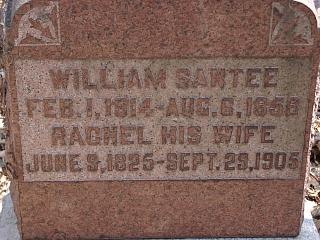 WILLIAM SANTEE
FEB. 1, 1814-AUG. 6, 1858
RACHEL HIS WIFE
JUNE 9, 1825-SEPT. 29, 1905